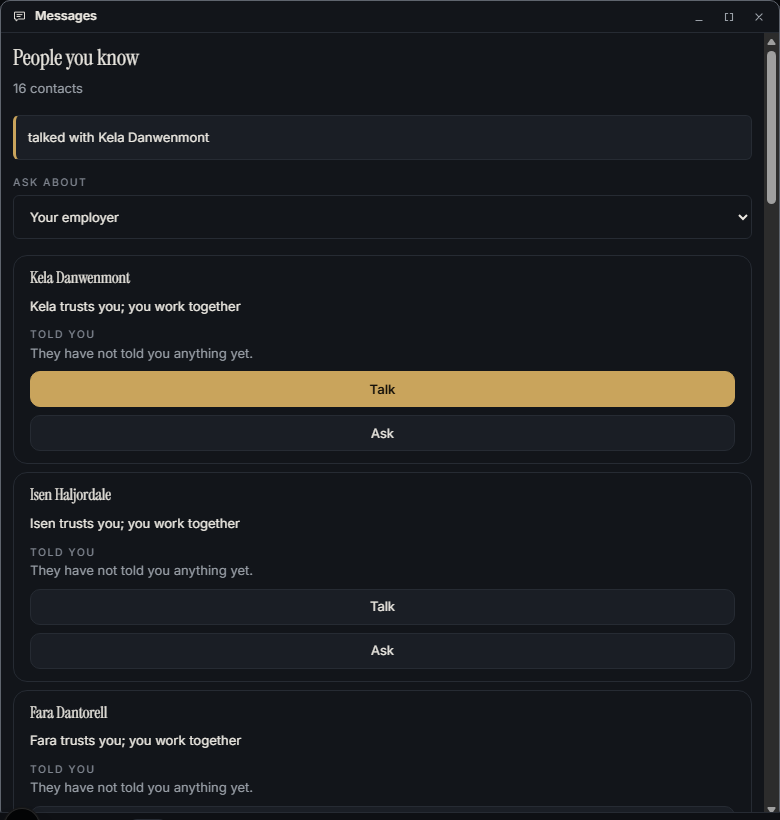 Messages
People you know
16 contacts
talked with Kela Danwenmont
ASK ABOUT
Your employer
Kela Danwenmont
Kela trusts you; you work together
TOLD YOU
They have not told you anything yet.
Talk
Ask
Isen Haljordale
Isen trusts you; you work together
TOLD YOU
They have not told you anything yet.
Talk
Ask
Fara Dantorell
Fara trusts you; you work together
TOLD YOU
They have not told you anything yet.